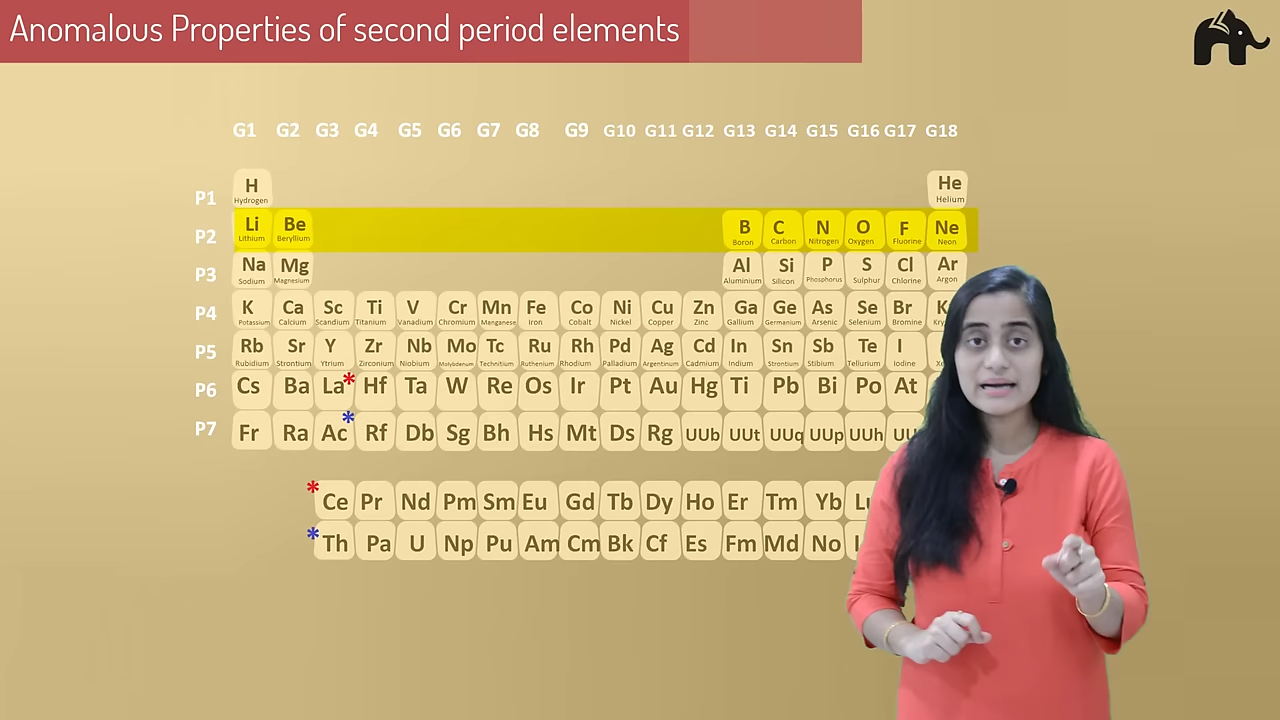 Anomalous Properties of second period elements
G1 G2 G3 G4 G5 G6 G7 G8 G9 G10 G11 G12 G13 G14 G15 G16 G17 G18
P1 H He
Hydrogen Helium
P2 Li Be B C N O F Ne
Lithium Beryllium Boron Carbon Nitrogen Oxygen Fluorine Neon
P3 Na Mg Al Si P S Cl Ar
Sodium Magnesium Aluminium Silicon Phosphorus Sulphur Chlorine Argon
P4 K Ca Sc Ti V Cr Mn Fe Co Ni Cu Zn Ga Ge As Se Br
Potassium Calcium Scandium Titanium Vanadium Chromium Manganese Iron Cobalt Nickel Copper Zinc Gallium Germanium Arsenic Selenium Bromine
P5 Rb Sr Y Zr Nb Mo Tc Ru Rh Pd Ag Cd In Sn Sb Te I
Rubidium Strontium Ytrium Zirconium Niobium Molybdenum Technitium Ruthenium Rhodium Palladium Argentinum Cadmium Indium Strontium Stibium Tellurium Iodine
P6 Cs Ba La* Hf Ta W Re Os Ir Pt Au Hg Ti Pb Bi Po At
P7 Fr Ra Ac* Rf Db Sg Bh Hs Mt Ds Rg UUb UUt UUq UUp UUh UU
* Ce Pr Nd Pm Sm Eu Gd Tb Dy Ho Er Tm Yb
* Th Pa U Np Pu Am Cm Bk Cf Es Fm Md No